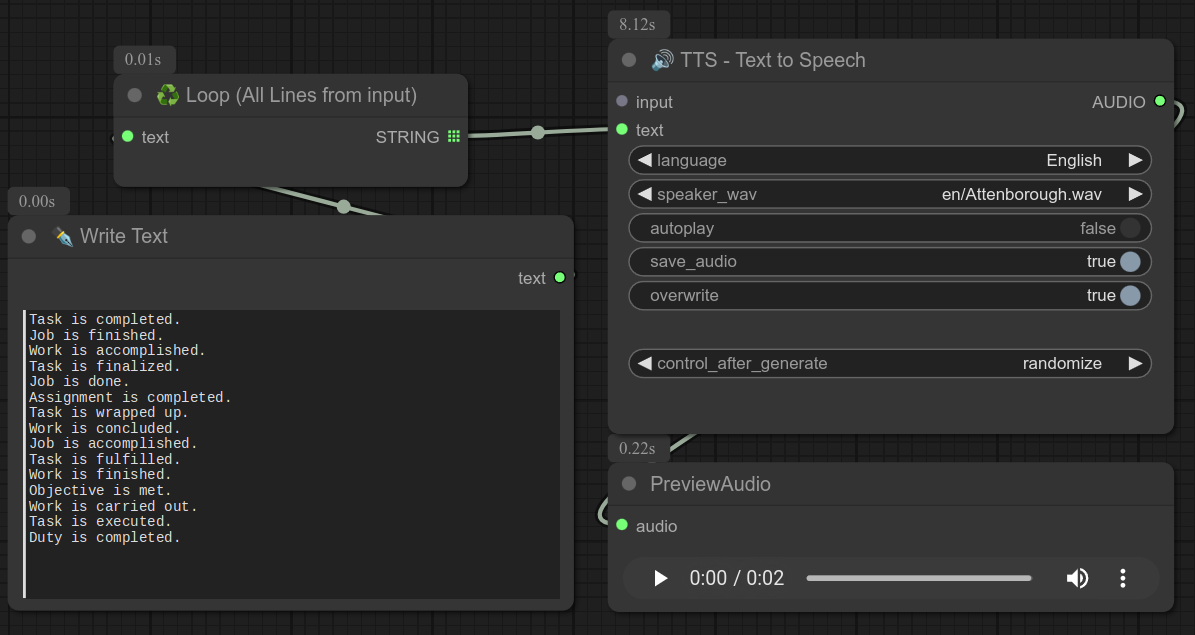 8.12s
0.01s
🔊 TTS - Text to Speech
♻️ Loop (All Lines from input)
input AUDIO
text STRING
text
language English
0.00s
speaker_wav en/Attenborough.wav
✒️ Write Text
autoplay false
save_audio true
text
overwrite true
Task is completed.
Job is finished.
Work is accomplished.
Task is finalized.
Job is done.
Assignment is completed.
Task is wrapped up.
Work is concluded.
Job is accomplished.
Task is fulfilled.
Work is finished.
Objective is met.
Work is carried out.
Task is executed.
Duty is completed.
control_after_generate randomize
0.22s
PreviewAudio
audio
0:00 / 0:02